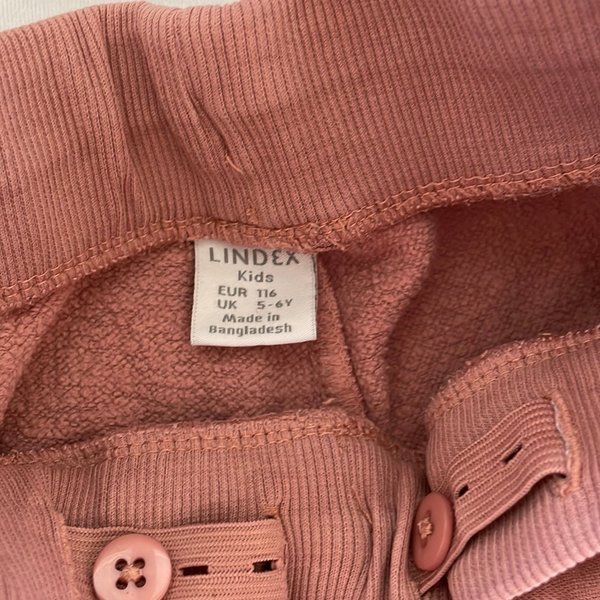 LINDEX
Kids
EUR 116
UK 5-6Y
Made in
Bangladesh